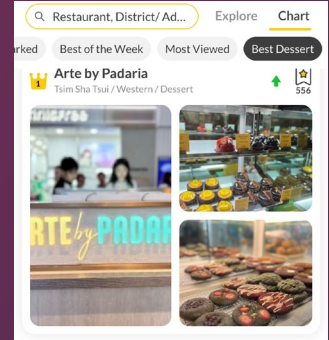 Restaurant, District/ Ad...
Explore
Chart
rked
Best of the Week
Most Viewed
Best Dessert
1
Arte by Padaria
Tsim Sha Tsui / Western / Dessert
556
RTE by PADAR